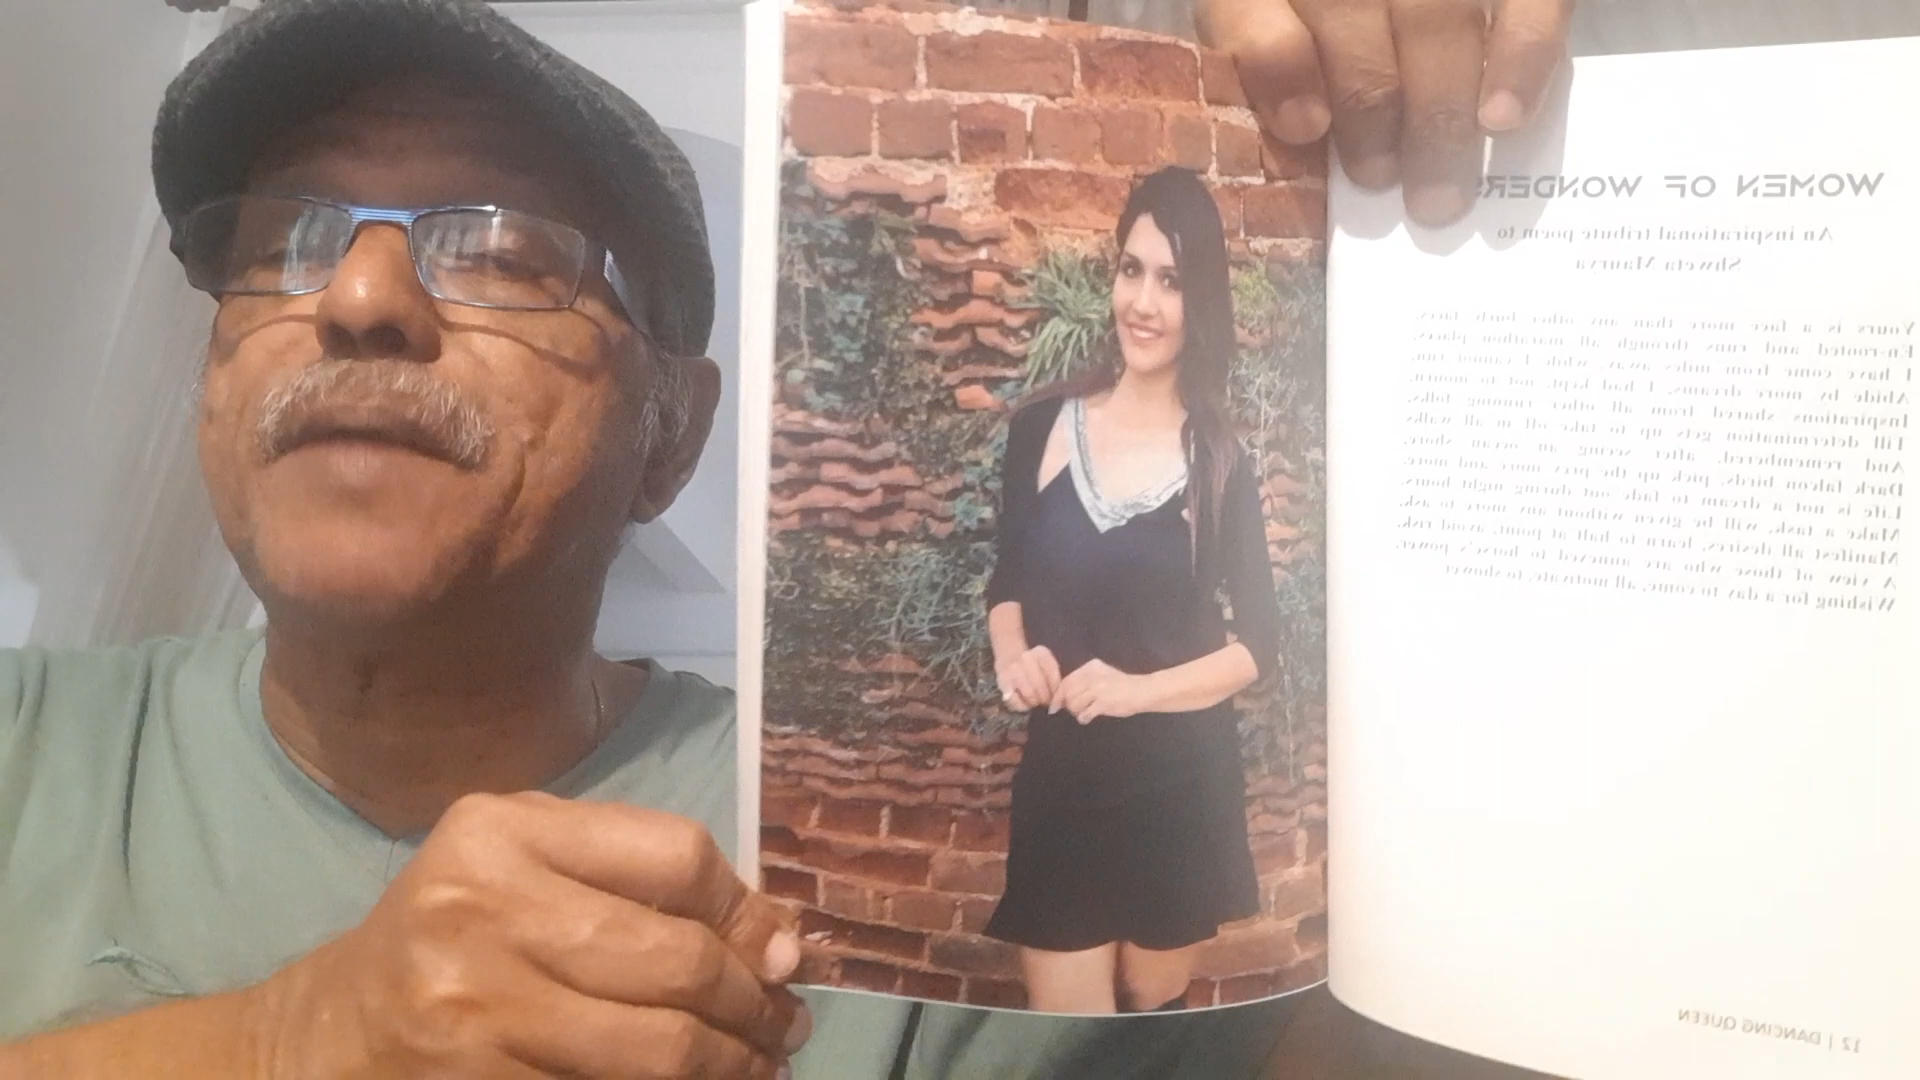 WOMEN OF WONDERS
An inspirational tribute poem to
Shweta Maurya
Yours is a face more than any other lush faces,
En-rooted and runs through all marathon places,
I have come from miles away, while I cannot run,
Abide by more dreams, I had kept, not to mourn,
Inspirations shared from all other running folks,
Till determination gets up to take off in all walks
And remembered, after seeing an ocean shore,
Dark falcon birds, pick up the prey more and more,
Life is not a dream to fade out during night hours,
Make a task, will be given without any more to ask,
Manifest all desires, learn to halt at point, avoid risk,
A view of those who are annexed to horse's power,
Wishing for a day to come, all motivate, to shower.
12 | DANCING QUEEN